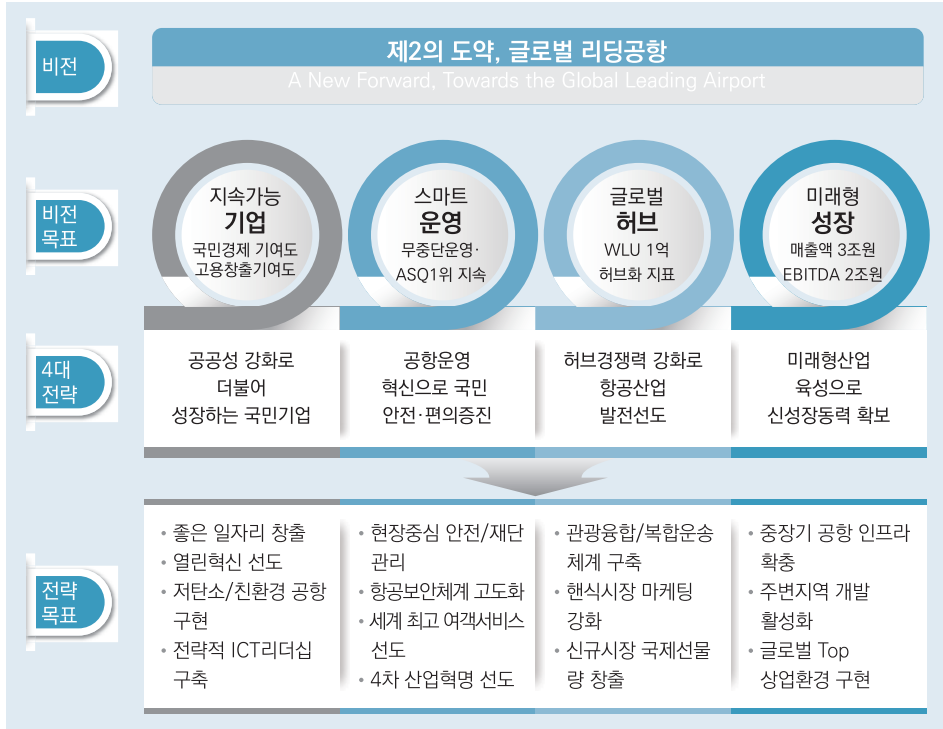 비전
제2의 도약, 글로벌 리딩공항
A New Forward, Towards the Global Leading Airport
비전
목표
지속가능
기업
국민경제 기여도
고용창출기여도
스마트
운영
무중단운영·
ASQ1위 지속
글로벌
허브
WLU 1억
허브화 지표
미래형
성장
매출액 3조원
EBITDA 2조원
4대
전략
공공성 강화로
더불어
성장하는 국민기업
공항운영
혁신으로 국민
안전·편의증진
허브경쟁력 강화로
항공산업
발전선도
미래형산업
육성으로
신성장동력 확보
전략
목표
• 좋은 일자리 창출
• 열린혁신 선도
• 저탄소/친환경 공항
구현
• 전략적 ICT리더십
구축
• 현장중심 안전/재단
관리
• 항공보안체계 고도화
• 세계 최고 여객서비스
선도
• 4차 산업혁명 선도
• 관광융합/복합운송
체계 구축
• 핸식시장 마케팅
강화
• 신규시장 국제선물
량 창출
• 중장기 공항 인프라
확충
• 주변지역 개발
활성화
• 글로벌 Top
상업환경 구현